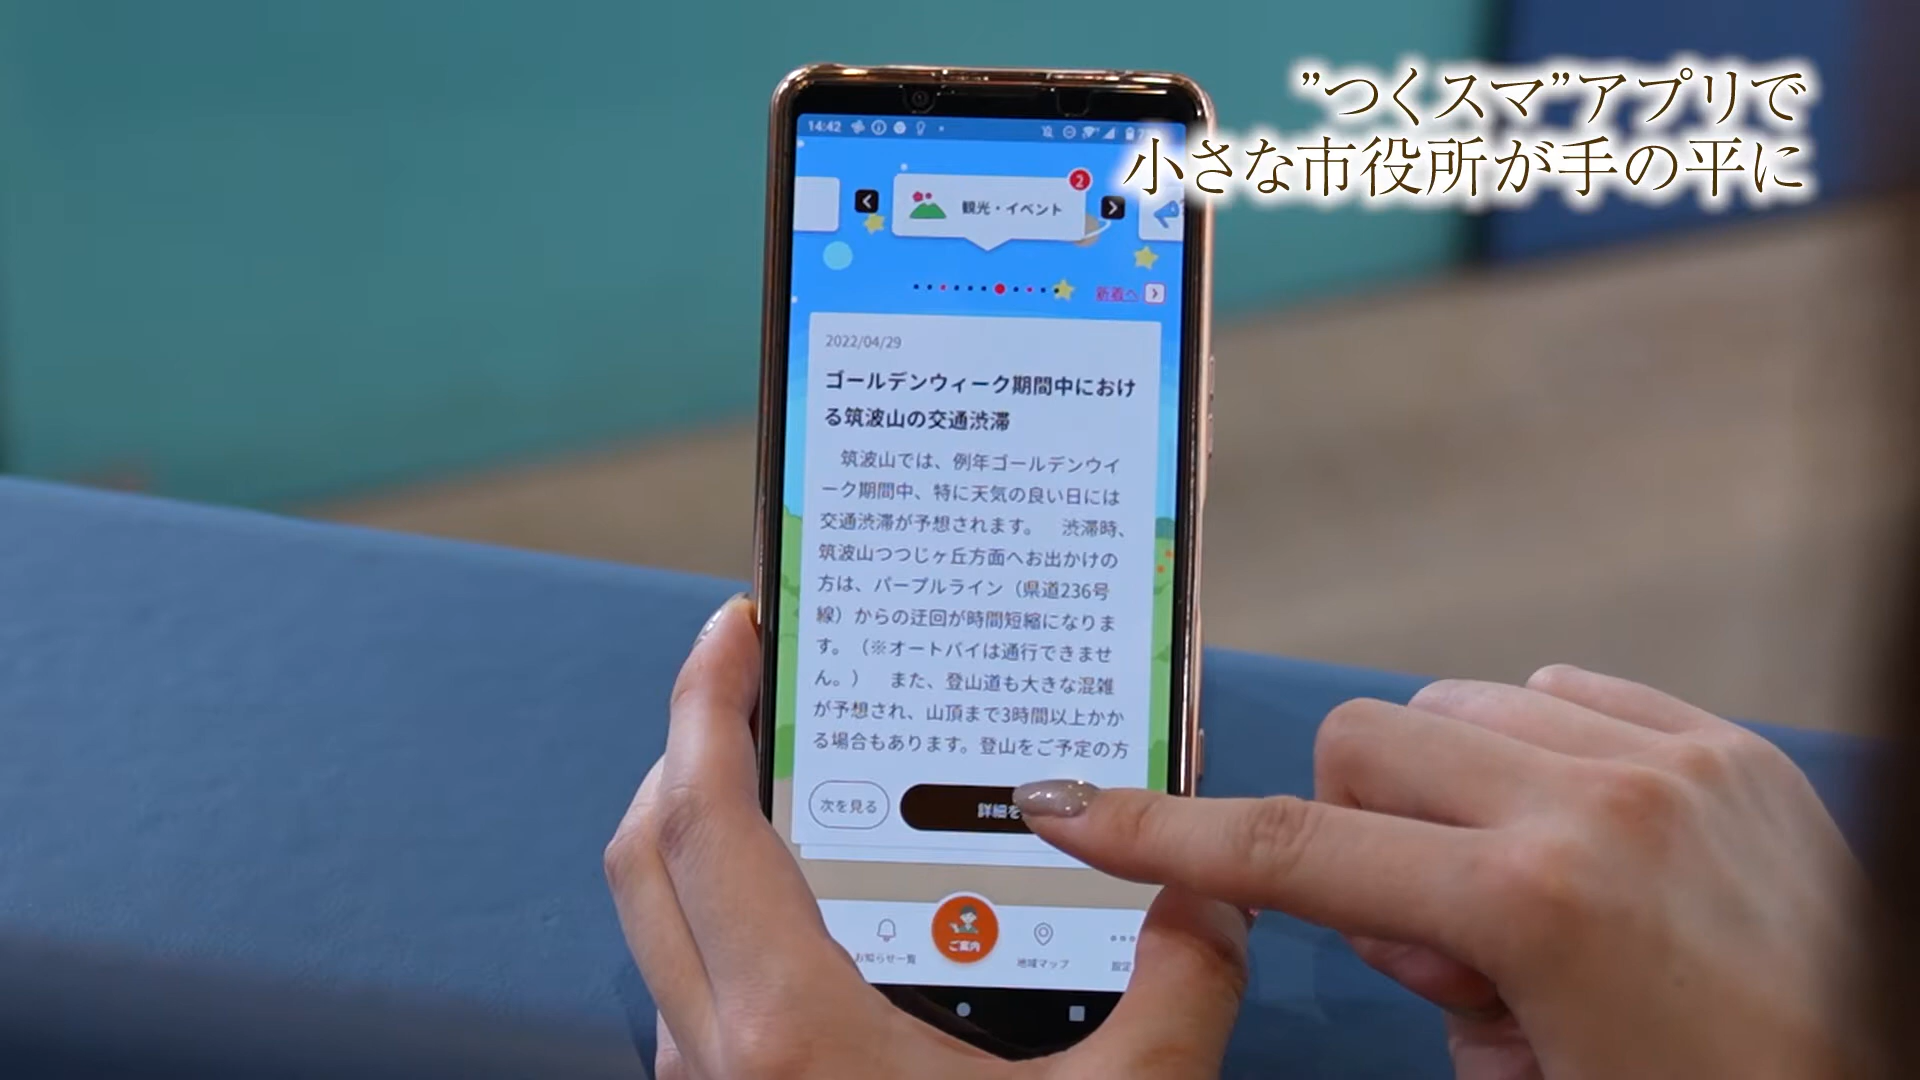 ”つくスマ”アプリで
小さな市役所が手の平に
14:42
2
観光・イベント
新着へ
2022/04/29
ゴールデンウィーク期間中におけ
る筑波山の交通渋滞
筑波山では、例年ゴールデンウイ
ーク期間中、特に天気の良い日には
交通渋滞が予想されます。　渋滞時、
筑波山つつじヶ丘方面へお出かけの
方は、パープルライン（県道236号
線）からの迂回が時間短縮になりま
す。（※オートバイは通行できませ
ん。）　また、登山道も大きな混雑
が予想され、山頂まで3時間以上かか
る場合もあります。登山をご予定の方
次を見る
詳細を
お知らせ一覧
ご案内
地域マップ
設定